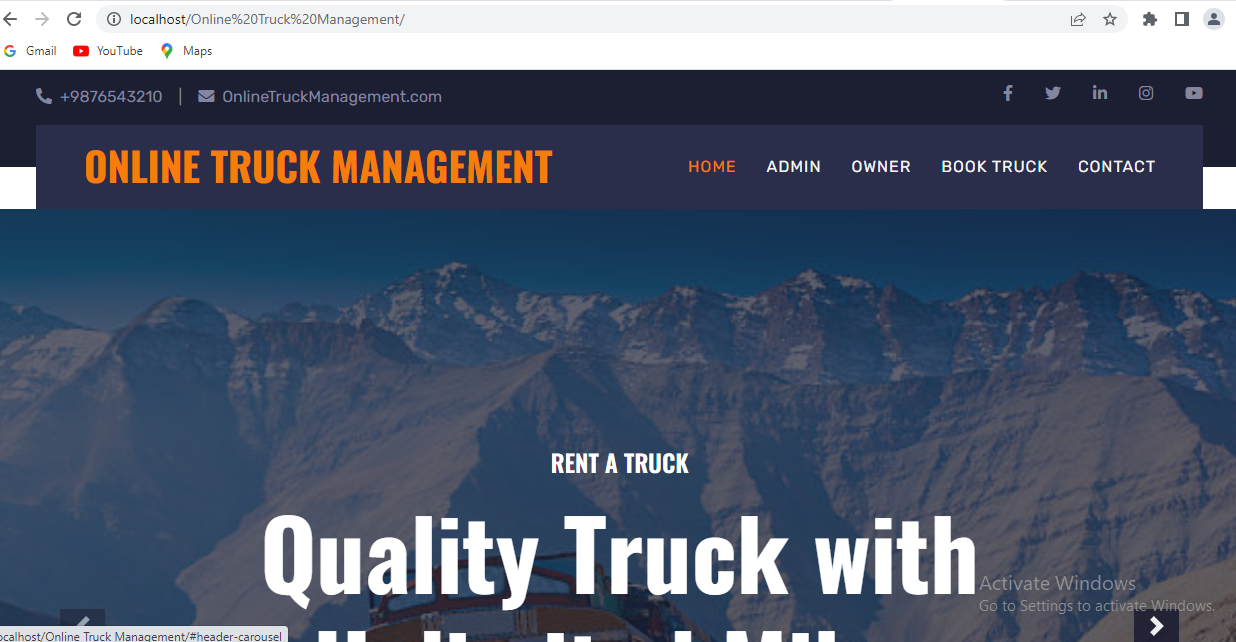 localhost/Online%20Truck%20Management/
Gmail YouTube Maps
+9876543210 | OnlineTruckManagement.com
ONLINE TRUCK MANAGEMENT
HOME ADMIN OWNER BOOK TRUCK CONTACT
RENT A TRUCK
Quality Truck with
Activate Windows
Go to Settings to activate Windows.
ocalhost/Online Truck Management/#header-carousel